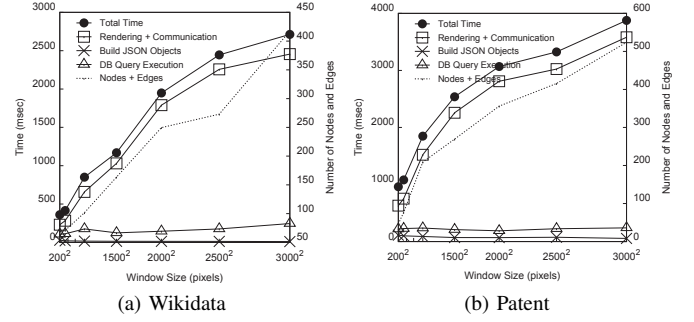 3000
2500
2000
1500
1000
500
0
Time (msec)
Total Time
Rendering + Communication
Build JSON Objects
DB Query Execution
Nodes + Edges
450
400
350
300
250
200
150
100
50
Number of Nodes and Edges
200² 1500² 2000² 2500² 3000²
Window Size (pixels)
(a) Wikidata
4000
3000
2000
1000
0
Time (msec)
Total Time
Rendering + Communication
Build JSON Objects
DB Query Execution
Nodes + Edges
600
500
400
300
200
100
0
Number of Nodes and Edges
200² 1500² 2000² 2500² 3000²
Window Size (pixels)
(b) Patent